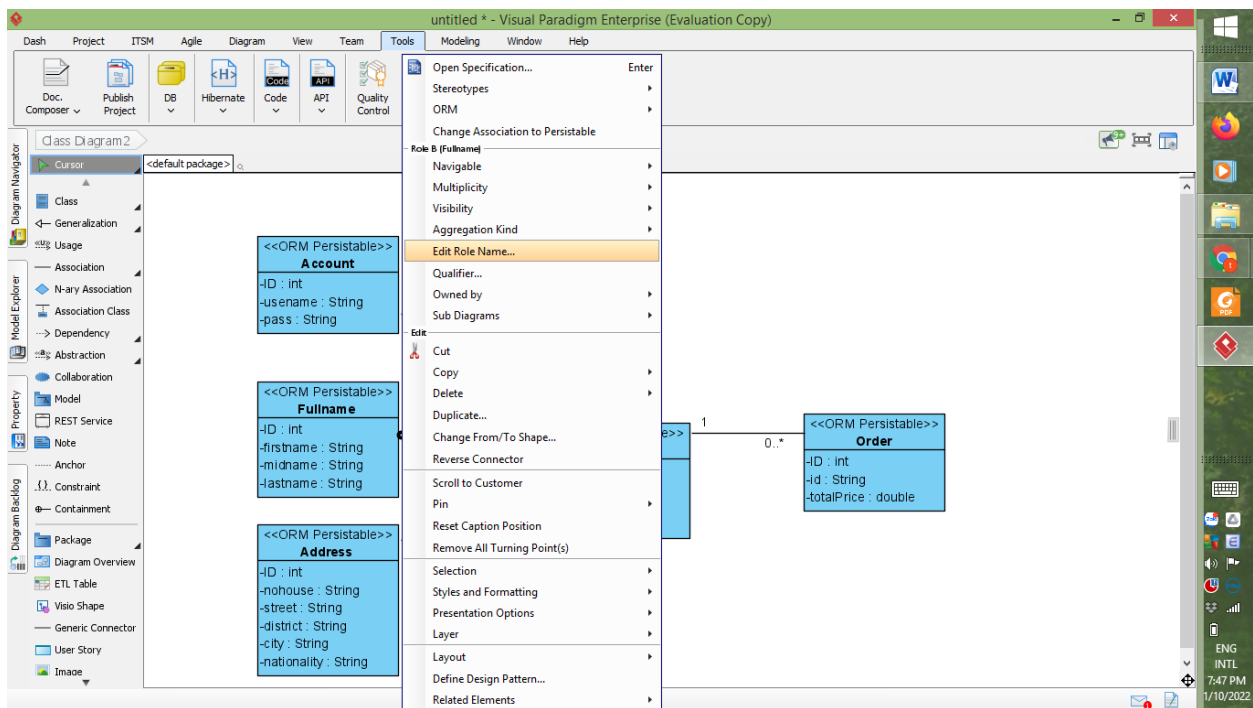 untitled * - Visual Paradigm Enterprise (Evaluation Copy)
Dash Project ITSM Agile Diagram View Team Tools Modeling Window Help
Doc. Composer
Publish Project
DB
Hibernate
Code
API
Quality Control
Class Diagram2
<default package>
Diagram Navigator
Model Explorer
Property
Diagram Backlog
Cursor
Class
Generalization
Usage
Association
N-ary Association
Association Class
Dependency
Abstraction
Collaboration
Model
REST Service
Note
Anchor
Constraint
Containment
Package
Diagram Overview
ETL Table
Visio Shape
Generic Connector
User Story
Image
<<ORM Persistable>>
Account
-ID : int
-usename : String
-pass : String
<<ORM Persistable>>
Fullname
-ID : int
-firstname : String
-midname : String
-lastname : String
<<ORM Persistable>>
Address
-ID : int
-nohouse : String
-street : String
-district : String
-city : String
-nationality : String
Open Specification... Enter
Stereotypes
ORM
Change Association to Persistable
Role B (Fullname)
Navigable
Multiplicity
Visibility
Aggregation Kind
Edit Role Name...
Qualifier...
Owned by
Sub Diagrams
Edit
Cut
Copy
Delete
Duplicate...
Change From/To Shape...
Reverse Connector
Scroll to Customer
Pin
Reset Caption Position
Remove All Turning Point(s)
Selection
Styles and Formatting
Presentation Options
Layer
Layout
Define Design Pattern...
Related Elements
e>>
1
0..*
<<ORM Persistable>>
Order
-ID : int
-id : String
-totalPrice : double
ENG
INTL
7:47 PM
1/10/2022